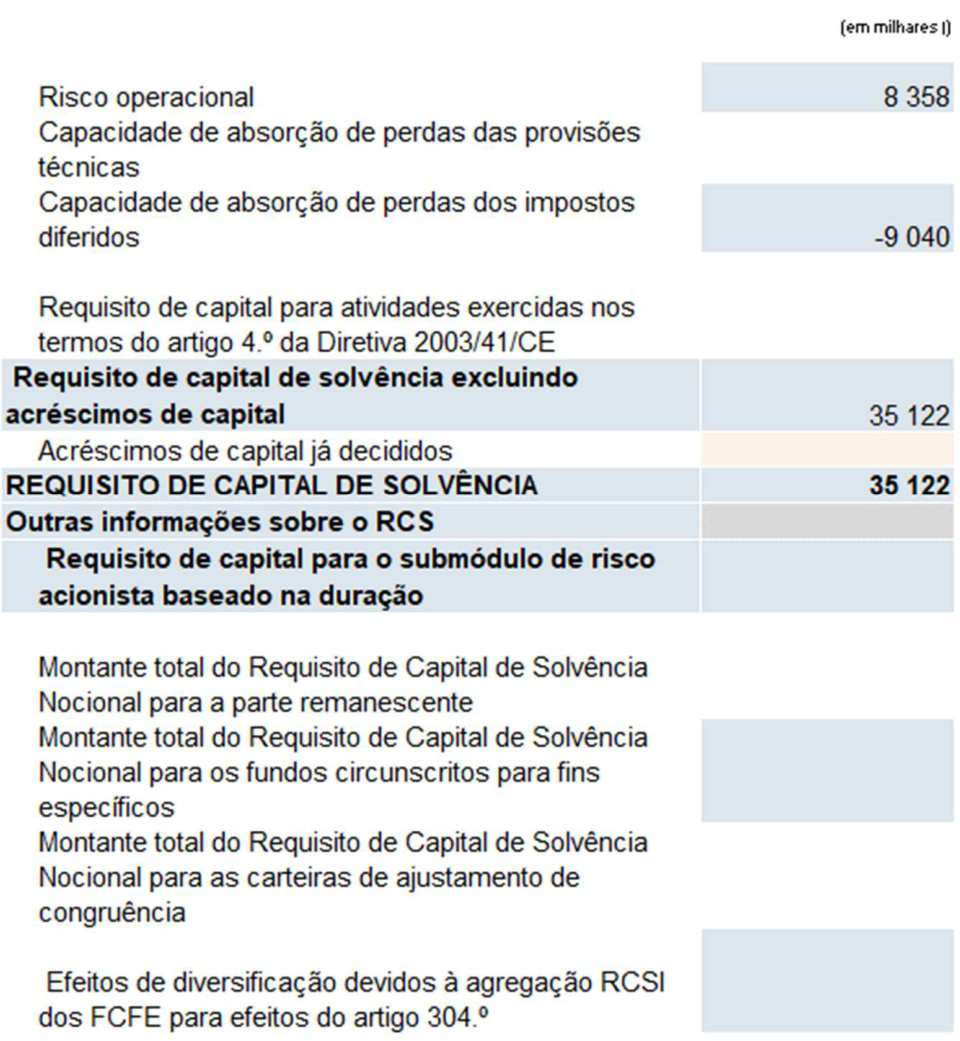 (em milhares |)
Risco operacional 8 358
Capacidade de absorção de perdas das provisões
técnicas
Capacidade de absorção de perdas dos impostos
diferidos -9 040
Requisito de capital para atividades exercidas nos
termos do artigo 4.º da Diretiva 2003/41/CE
Requisito de capital de solvência excluindo
acréscimos de capital 35 122
Acréscimos de capital já decididos
REQUISITO DE CAPITAL DE SOLVÊNCIA 35 122
Outras informações sobre o RCS
Requisito de capital para o submódulo de risco
acionista baseado na duração
Montante total do Requisito de Capital de Solvência
Nocional para a parte remanescente
Montante total do Requisito de Capital de Solvência
Nocional para os fundos circunscritos para fins
específicos
Montante total do Requisito de Capital de Solvência
Nocional para as carteiras de ajustamento de
congruência
Efeitos de diversificação devidos à agregação RCSI
dos FCFE para efeitos do artigo 304.º